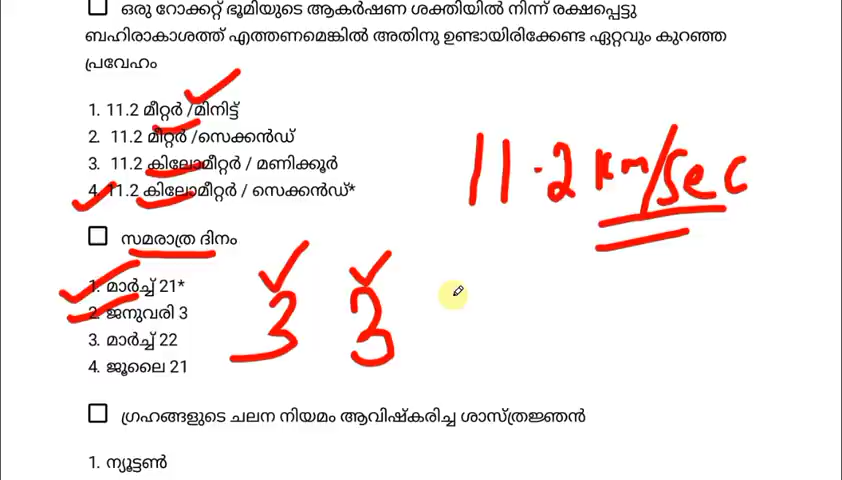 ഒരു റോക്കറ്റ് ഭൂമിയുടെ ആകർഷണ ശക്തിയിൽ നിന്ന് രക്ഷപ്പെട്ടു
ബഹിരാകാശത്ത് എത്തണമെങ്കിൽ അതിനു ഉണ്ടായിരിക്കേണ്ട ഏറ്റവും കുറഞ്ഞ
പ്രവേഹം
1. 11.2 മീറ്റർ /മിനിട്ട്
2. 11.2 മീറ്റർ /സെക്കൻഡ്
3. 11.2 കിലോമീറ്റർ / മണിക്കൂർ
4. 11.2 കിലോമീറ്റർ / സെക്കൻഡ്*
11.2 km/sec
സമരാത്ര ദിനം
1. മാർച്ച് 21*
2. ജനുവരി 3
3. മാർച്ച് 22
4. ജൂലൈ 21
3 3
ഗ്രഹങ്ങളുടെ ചലന നിയമം ആവിഷ്കരിച്ച ശാസ്ത്രജ്ഞൻ
1. ന്യൂട്ടൺ